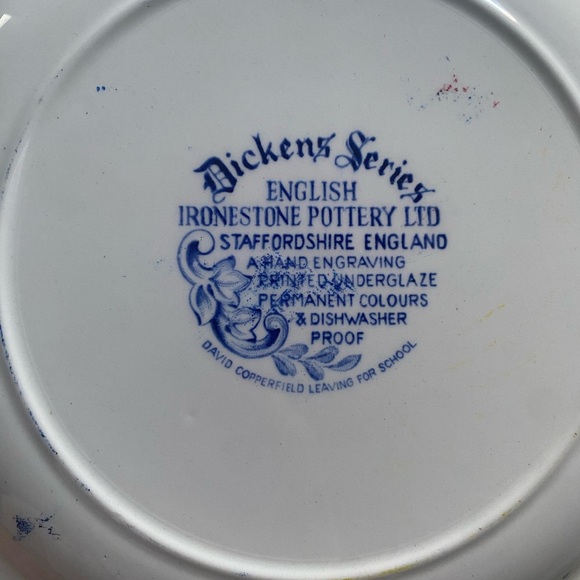 Dickens Series
ENGLISH
IRONESTONE POTTERY LTD
STAFFORDSHIRE ENGLAND
A HAND ENGRAVING
PRINTED UNDERGLAZE
PERMANENT COLOURS
& DISHWASHER
PROOF
DAVID COPPERFIELD LEAVING FOR SCHOOL